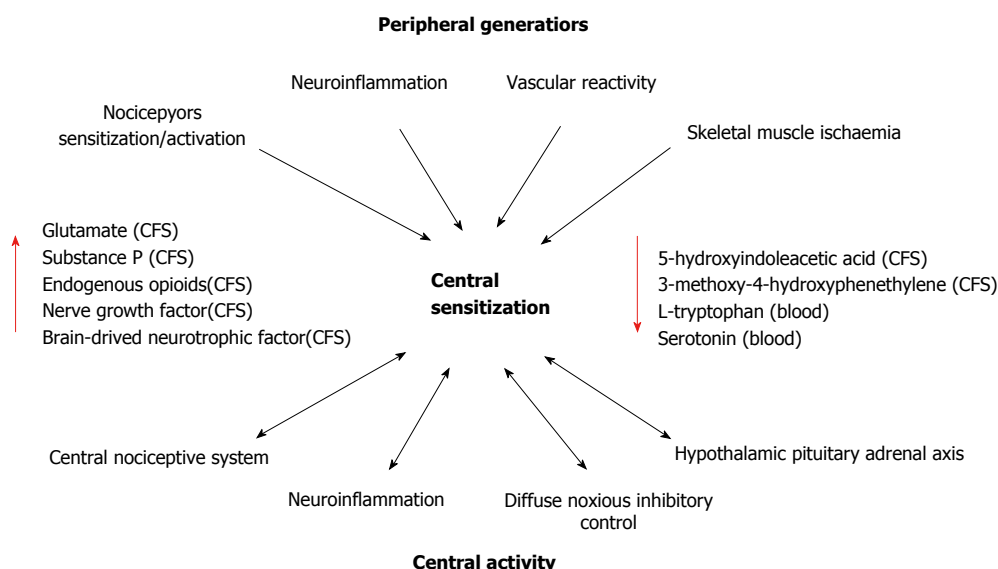 Peripheral generatiors
Neuroinflammation
Vascular reactivity
Nocicepyors
sensitization/activation
Skeletal muscle ischaemia
Glutamate (CFS)
Substance P (CFS)
Endogenous opioids(CFS)
Nerve growth factor(CFS)
Brain-drived neurotrophic factor(CFS)
Central
sensitization
5-hydroxyindoleacetic acid (CFS)
3-methoxy-4-hydroxyphenethylene (CFS)
L-tryptophan (blood)
Serotonin (blood)
Central nociceptive system
Neuroinflammation
Diffuse noxious inhibitory
control
Hypothalamic pituitary adrenal axis
Central activity